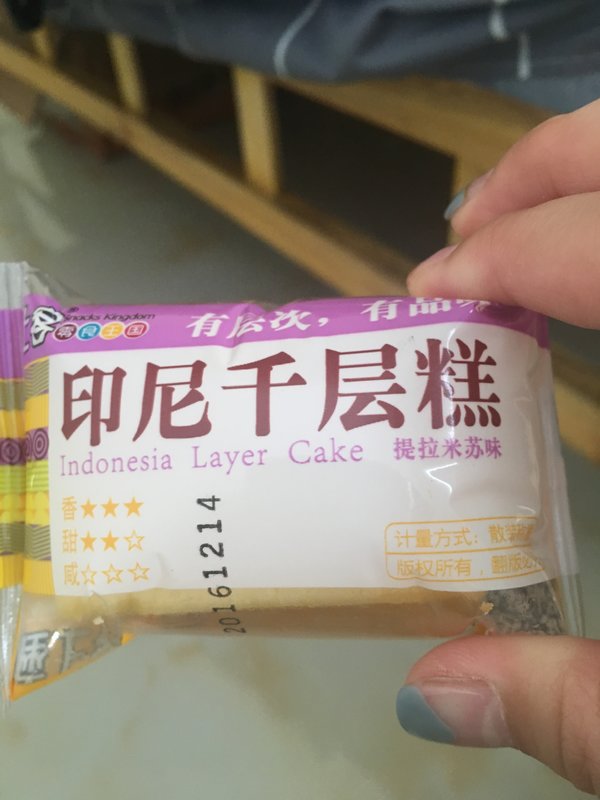 客
Snacks Kingdom
零食王国
有层次，有品味
印尼千层糕
Indonesia Layer Cake 提拉米苏味
香★★★
甜★★☆
咸☆☆☆
20161214
计量方式：散装
版权所有，翻版必